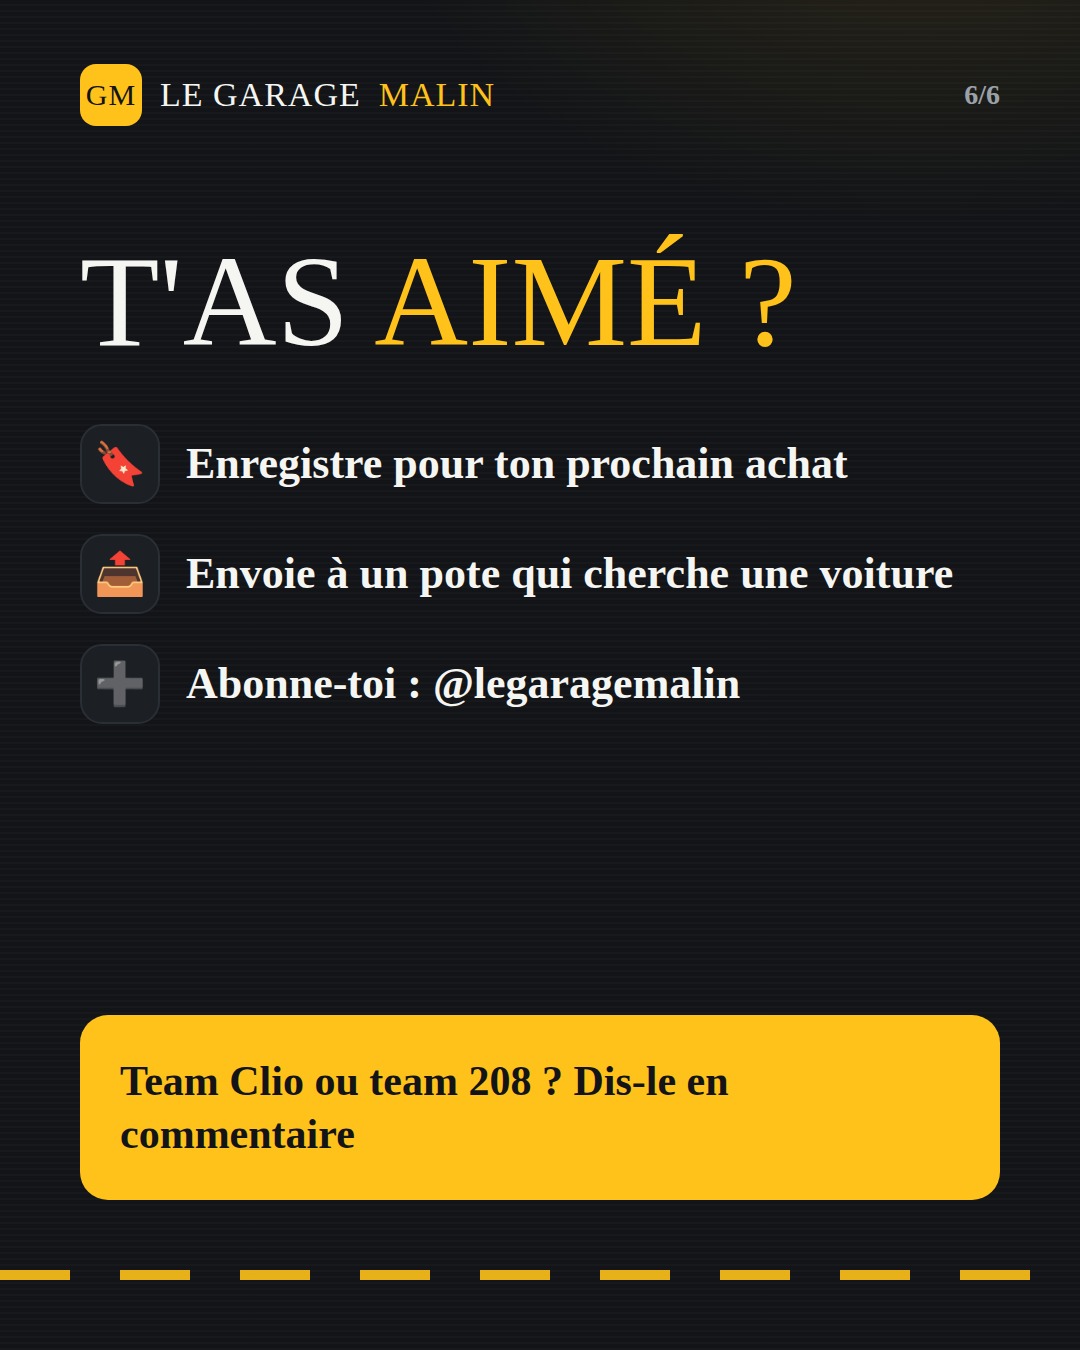 GM LE GARAGE MALIN
6/6
T'AS AIMÉ ?
Enregistre pour ton prochain achat
Envoie à un pote qui cherche une voiture
Abonne-toi : @legaragemalin
Team Clio ou team 208 ? Dis-le en
commentaire